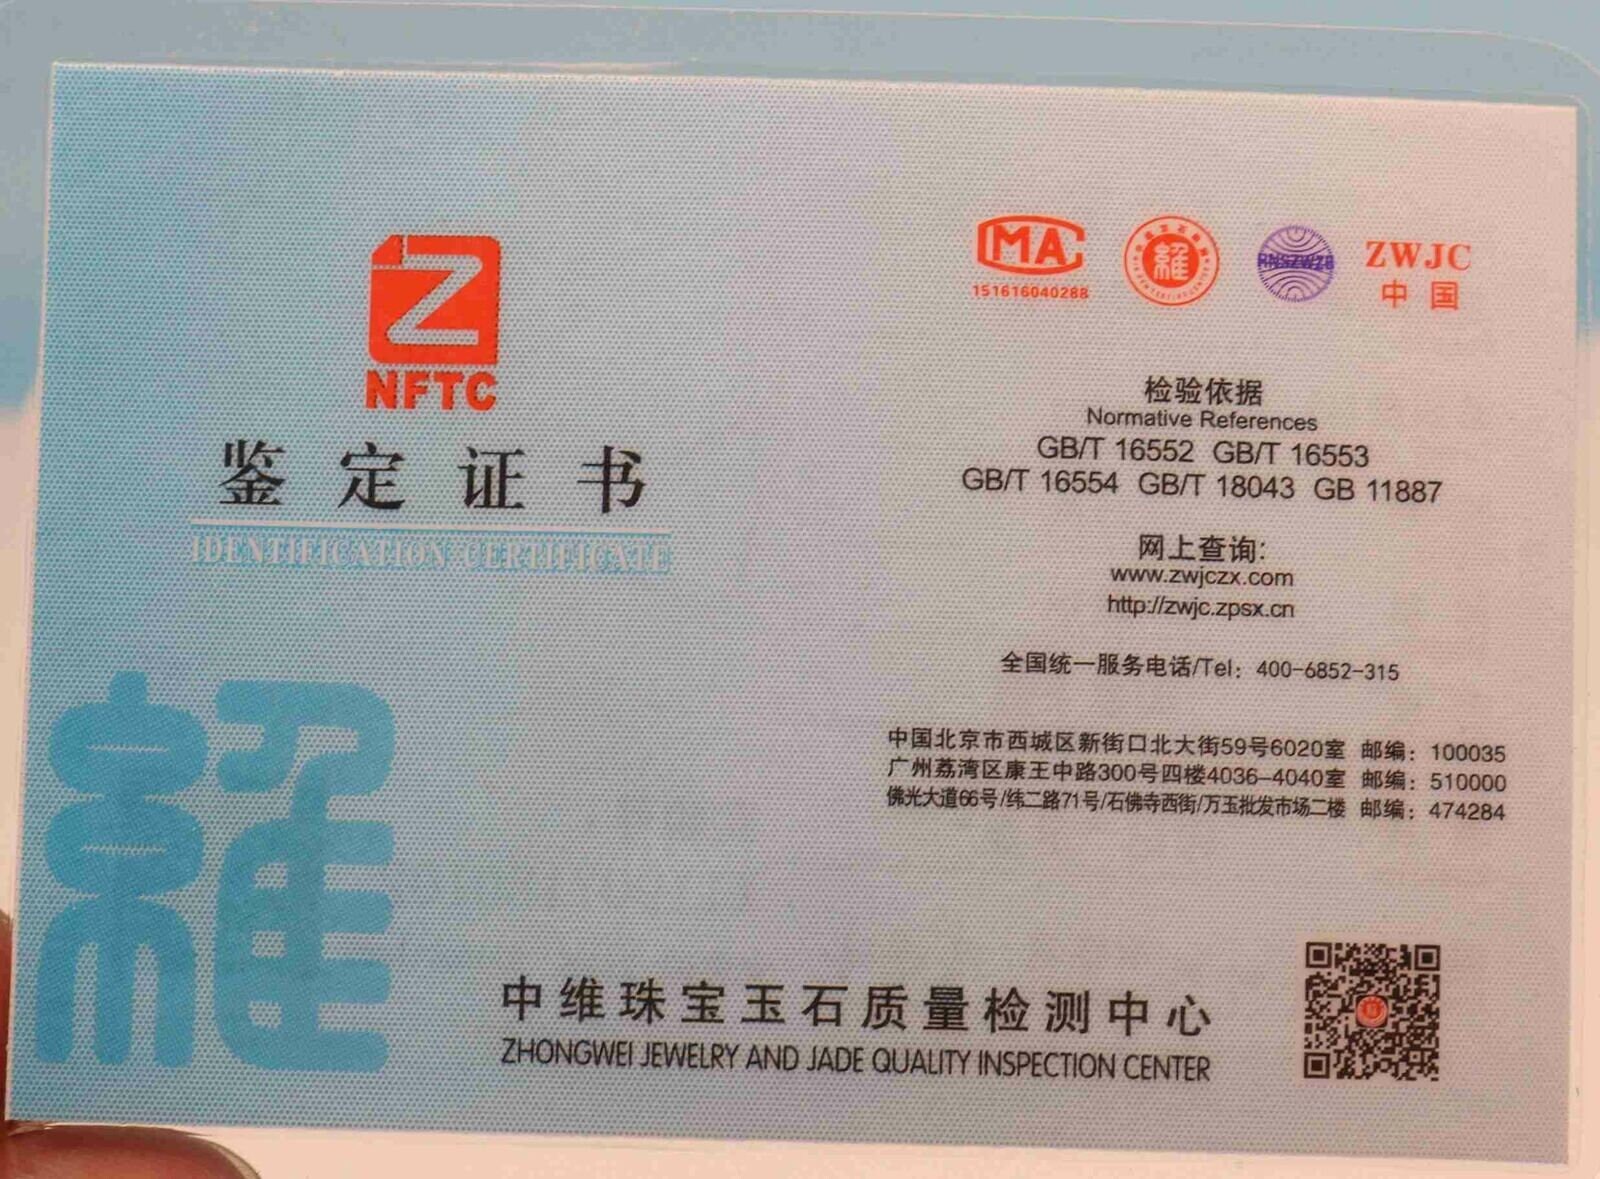 Z
NFTC
鉴定证书
IDENTIFICATION CERTIFICATE
MA
151616040288
ZWJC
中国
检验依据
Normative References
GB/T 16552 GB/T 16553
GB/T 16554 GB/T 18043 GB 11887
网上查询:
www.zwjczx.com
http://zwjc.zpsx.cn
全国统一服务电话/Tel: 400-6852-315
中国北京市西城区新街口北大街59号6020室 邮编: 100035
广州荔湾区康王中路300号四楼4036-4040室 邮编: 510000
佛光大道66号/纬二路71号/石佛寺西街/万玉批发市场二楼 邮编: 474284
維
中维珠宝玉石质量检测中心
ZHONGWEI JEWELRY AND JADE QUALITY INSPECTION CENTER